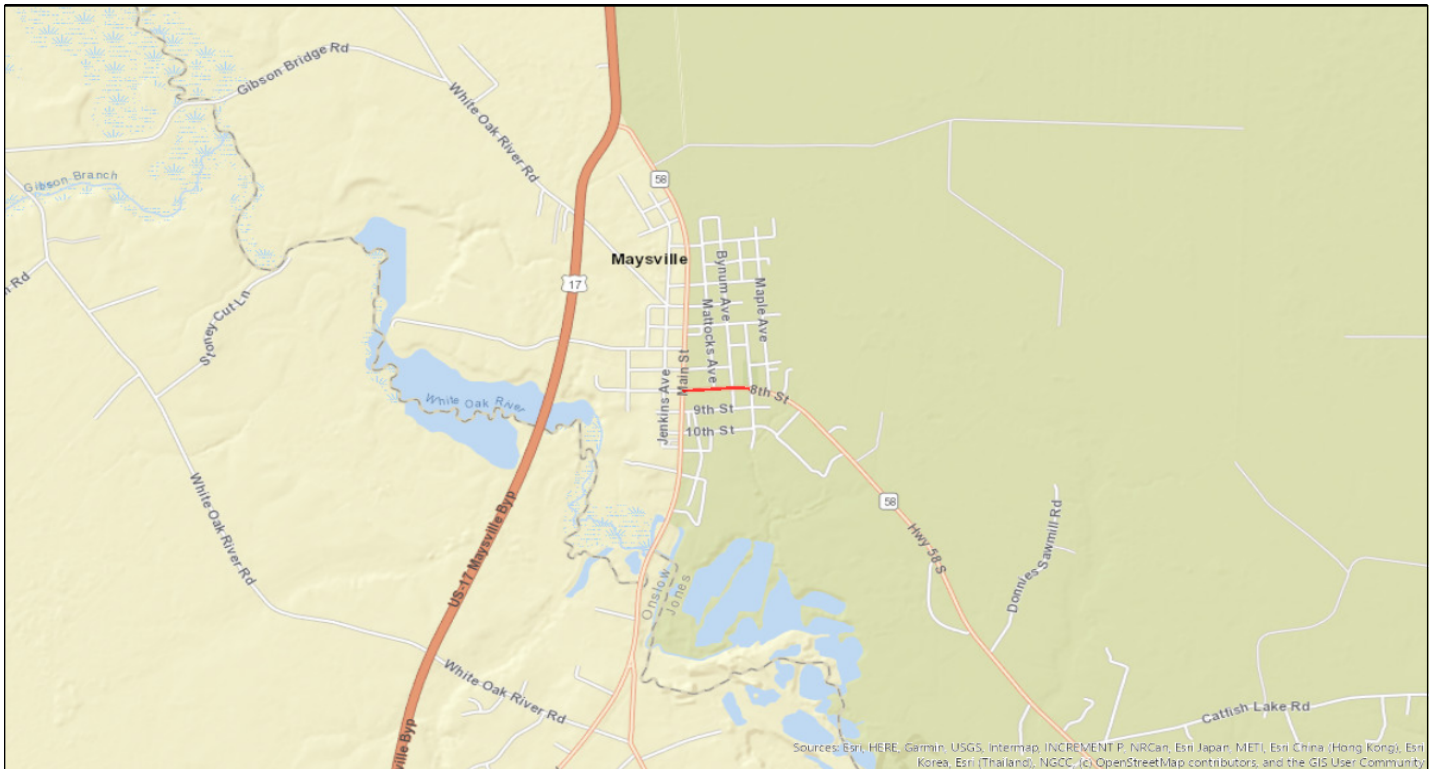 Gibson Bridge Rd
White Oak River Rd
58
Gibson Branch
Maysville
17
Bynum Ave
Maple Ave
Mattocks Ave
n Rd
Stoney Cut Ln
Main St
Jenkins Ave
8th St
White Oak River
9th St
10th St
White Oak River Rd
US-17 Maysville Byp
58
Hwy 58 S
Donnies Sawmill Rd
Onslow
Jones
White Oak River Rd
Catfish Lake Rd
ville Byp
Sources: Esri, HERE, Garmin, USGS, Intermap, INCREMENT P, NRCan, Esri Japan, METI, Esri China (Hong Kong), Esri
Korea, Esri (Thailand), NGCC, (c) OpenStreetMap contributors, and the GIS User Community